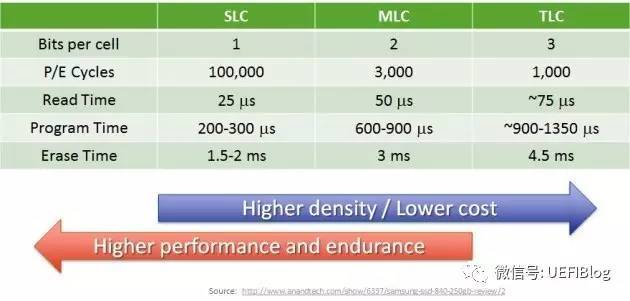 SLC MLC TLC
Bits per cell 1 2 3
P/E Cycles 100,000 3,000 1,000
Read Time 25 μs 50 μs ~75 μs
Program Time 200-300 μs 600-900 μs ~900-1350 μs
Erase Time 1.5-2 ms 3 ms 4.5 ms
Higher density / Lower cost
Higher performance and endurance
微信号: UEFIBlog
Source: http://www.anandtech.com/show/6337/samsung-ssd-840-250gb-review/2